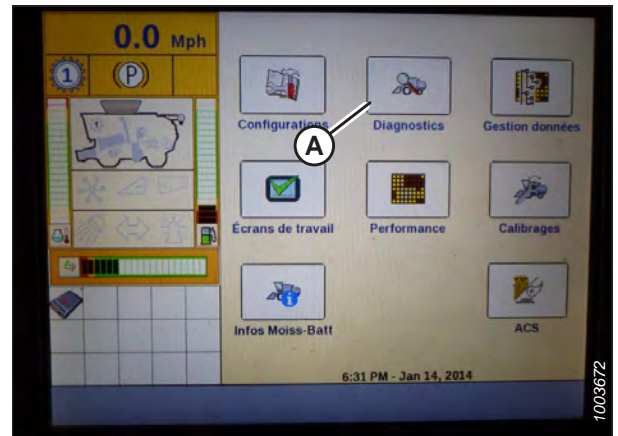 0.0 Mph
1 (P)
Configurations Diagnostics Gestion données
A
Écrans de travail Performance Calibrages
Infos Moiss-Batt ACS
6:31 PM - Jan 14, 2014
1003672